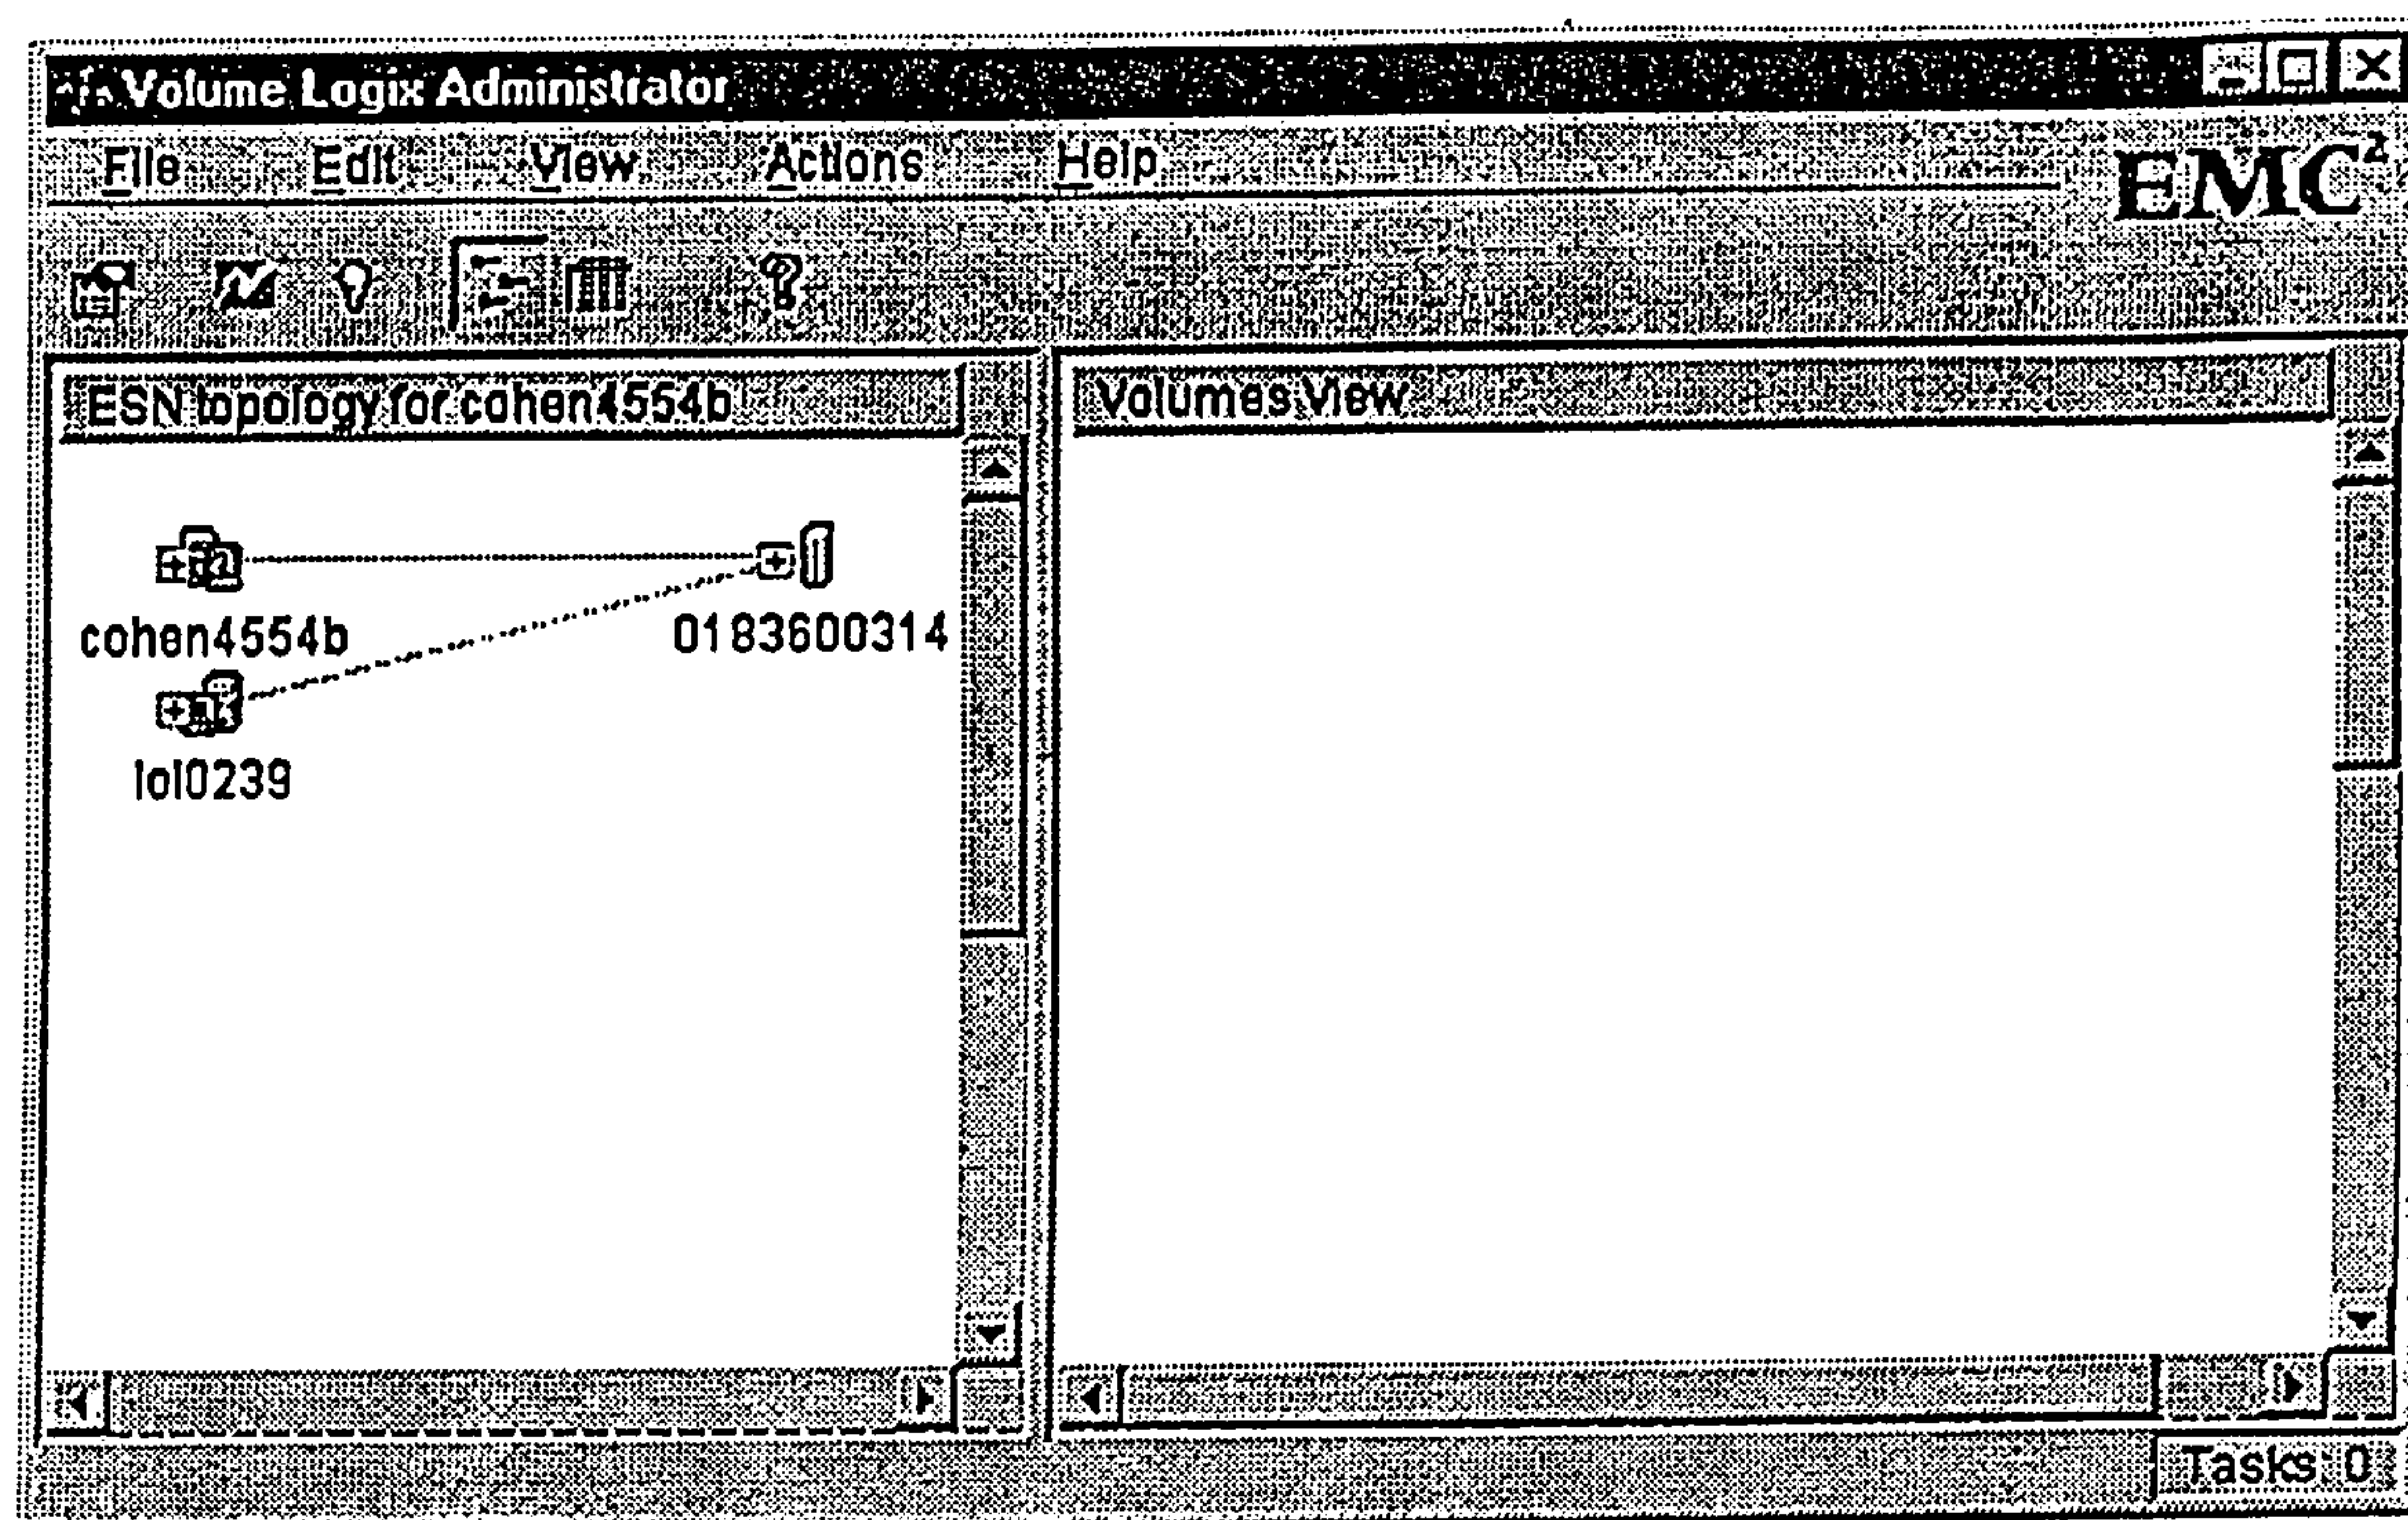 Volume Logix Administrator
File Edit View Actions Help
EMC²
ESN topology for cohen4554b
Volumes View
cohen4554b
0183600314
lol0239
Tasks: 0